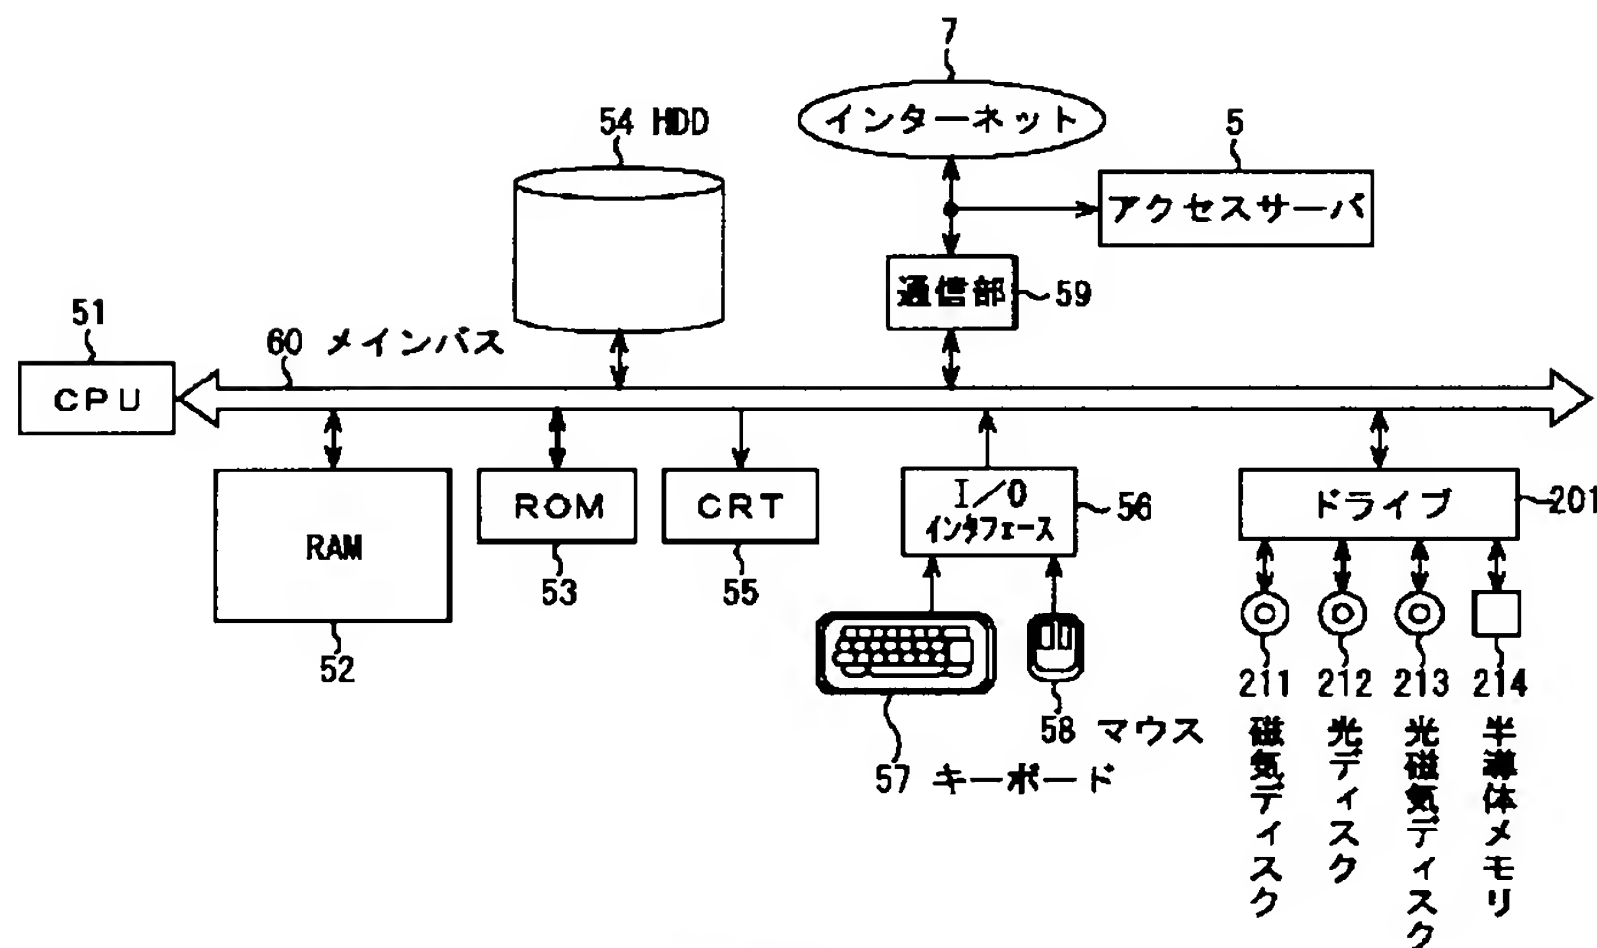 7
インターネット
54 HDD
5
アクセスサーバ
通信部
59
51
60 メインバス
CPU
RAM
52
ROM
53
CRT
55
I/O
インタフェース
56
ドライブ
201
57 キーボード
58 マウス
211
212
213
214
磁気ディスク
光ディスク
光磁気ディスク
半導体メモリ